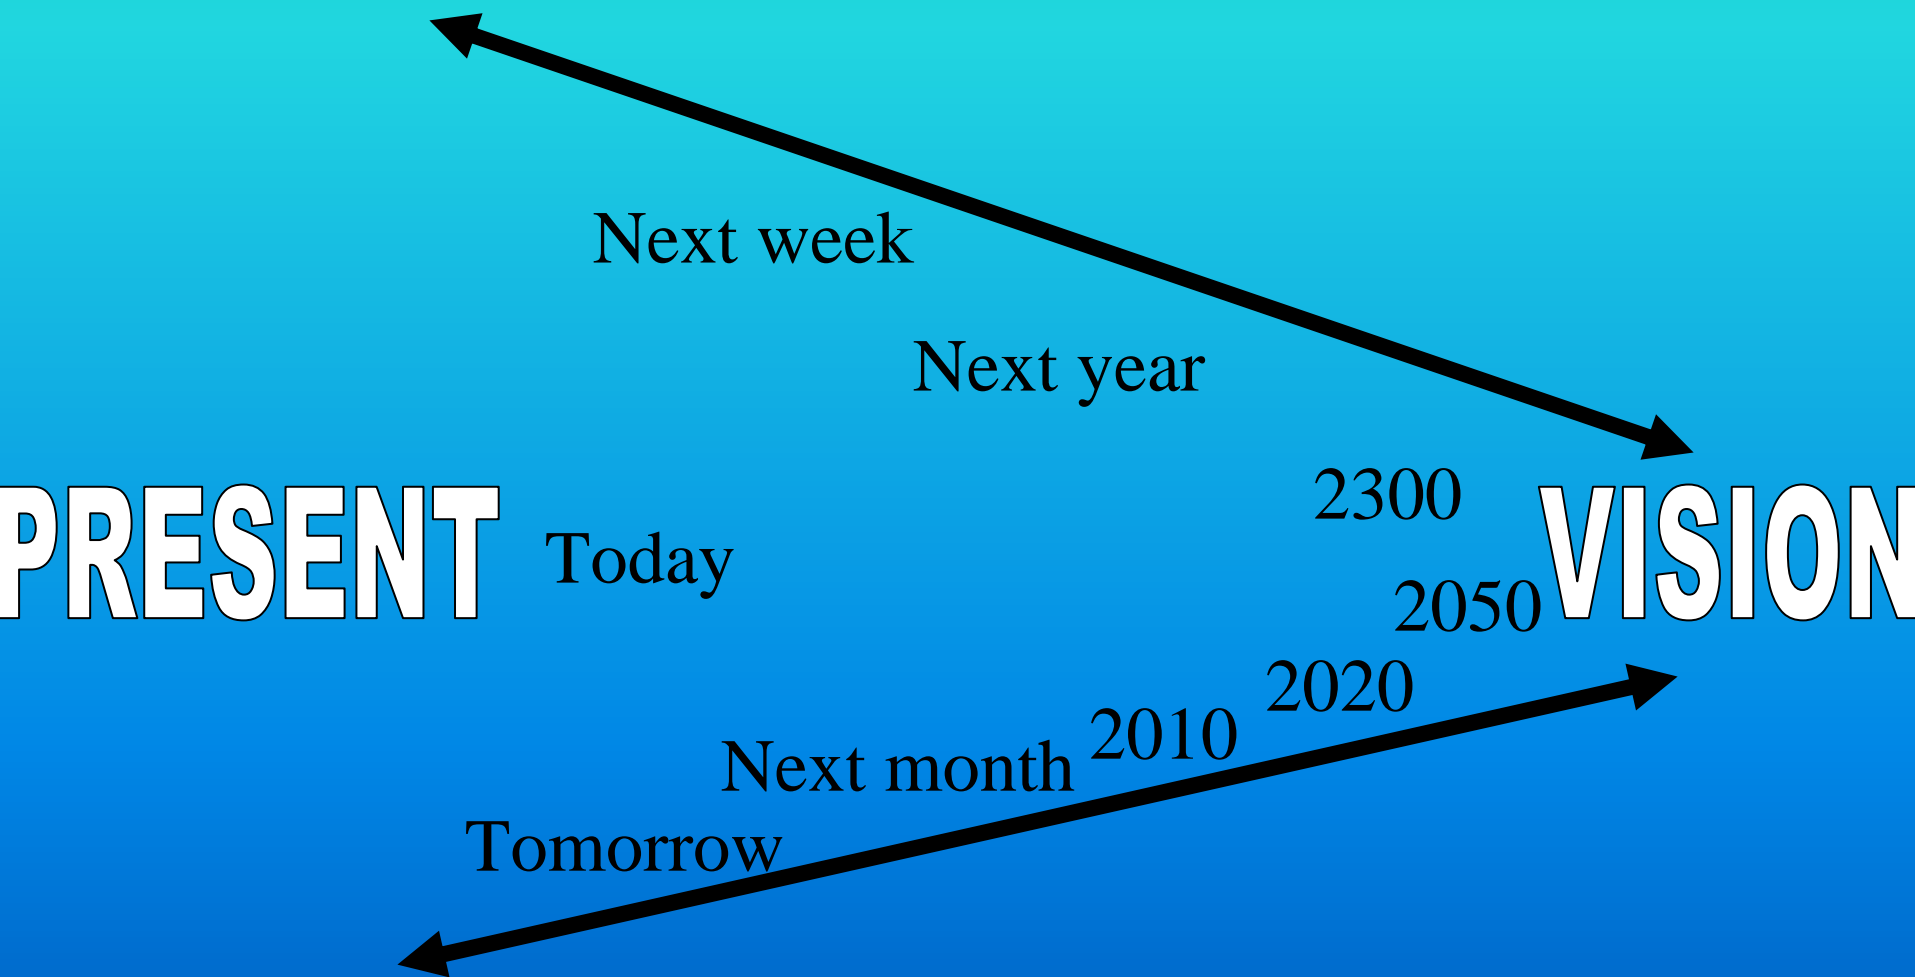 Next week
Next year
2300
PRESENT
Today
VISION
2050
2020
2010
Next month
Tomorrow